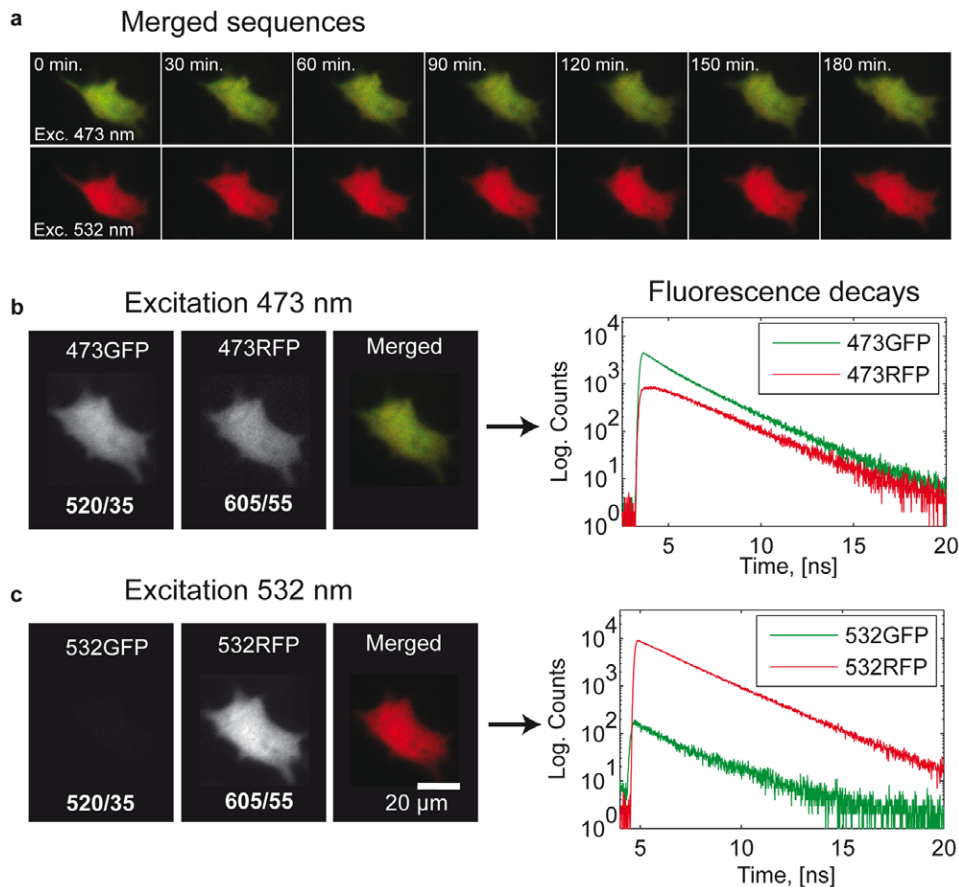 a
Merged sequences
0 min. 30 min. 60 min. 90 min. 120 min. 150 min. 180 min.
Exc. 473 nm
Exc. 532 nm
b
Excitation 473 nm
473GFP 473RFP Merged
520/35 605/55
Fluorescence decays
10^4
10^3
10^2
10^1
10^0
Log. Counts
473GFP
473RFP
5 10 15 20
Time, [ns]
c
Excitation 532 nm
532GFP 532RFP Merged
520/35 605/55 20 µm
10^4
10^3
10^2
10^1
10^0
Log. Counts
532GFP
532RFP
5 10 15 20
Time, [ns]